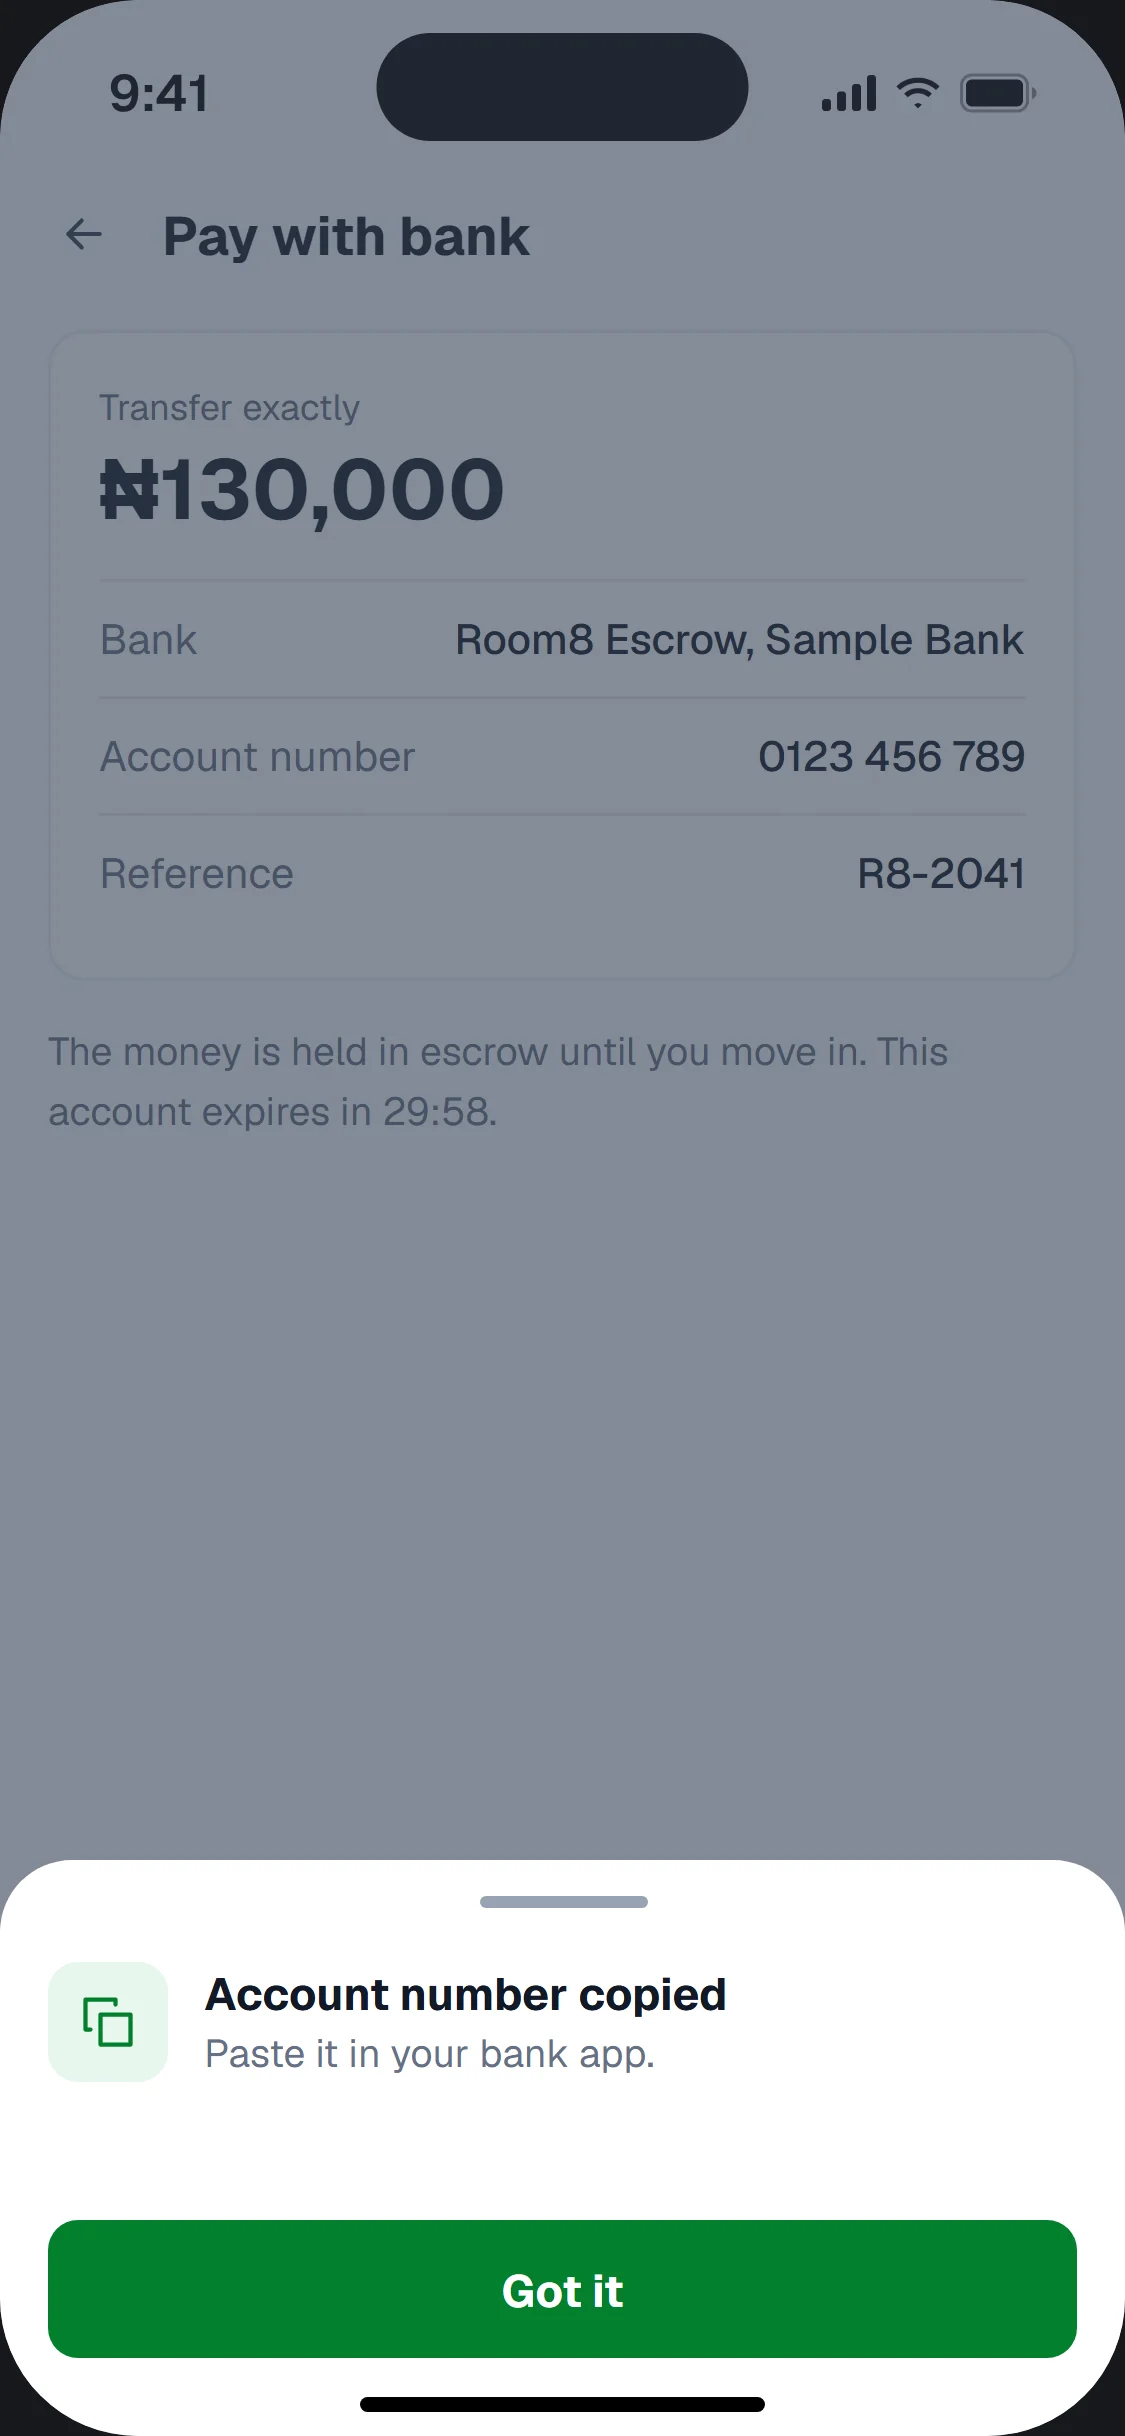 9:41
Pay with bank
Transfer exactly
₦130,000
Bank Room8 Escrow, Sample Bank
Account number 0123 456 789
Reference R8-2041
The money is held in escrow until you move in. This
account expires in 29:58.
Account number copied
Paste it in your bank app.
Got it